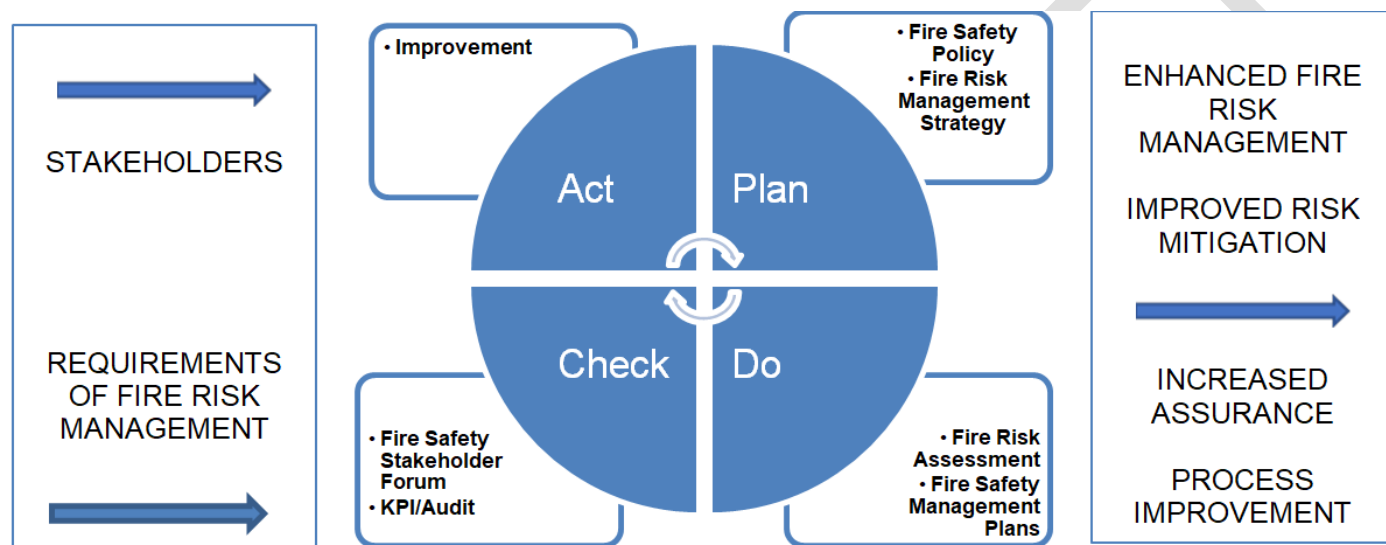 STAKEHOLDERS
REQUIREMENTS
OF FIRE RISK
MANAGEMENT
• Improvement
• Fire Safety
Policy
• Fire Risk
Management
Strategy
Act
Plan
Check
Do
• Fire Safety
Stakeholder
Forum
• KPI/Audit
• Fire Risk
Assessment
• Fire Safety
Management
Plans
ENHANCED FIRE
RISK
MANAGEMENT
IMPROVED RISK
MITIGATION
INCREASED
ASSURANCE
PROCESS
IMPROVEMENT